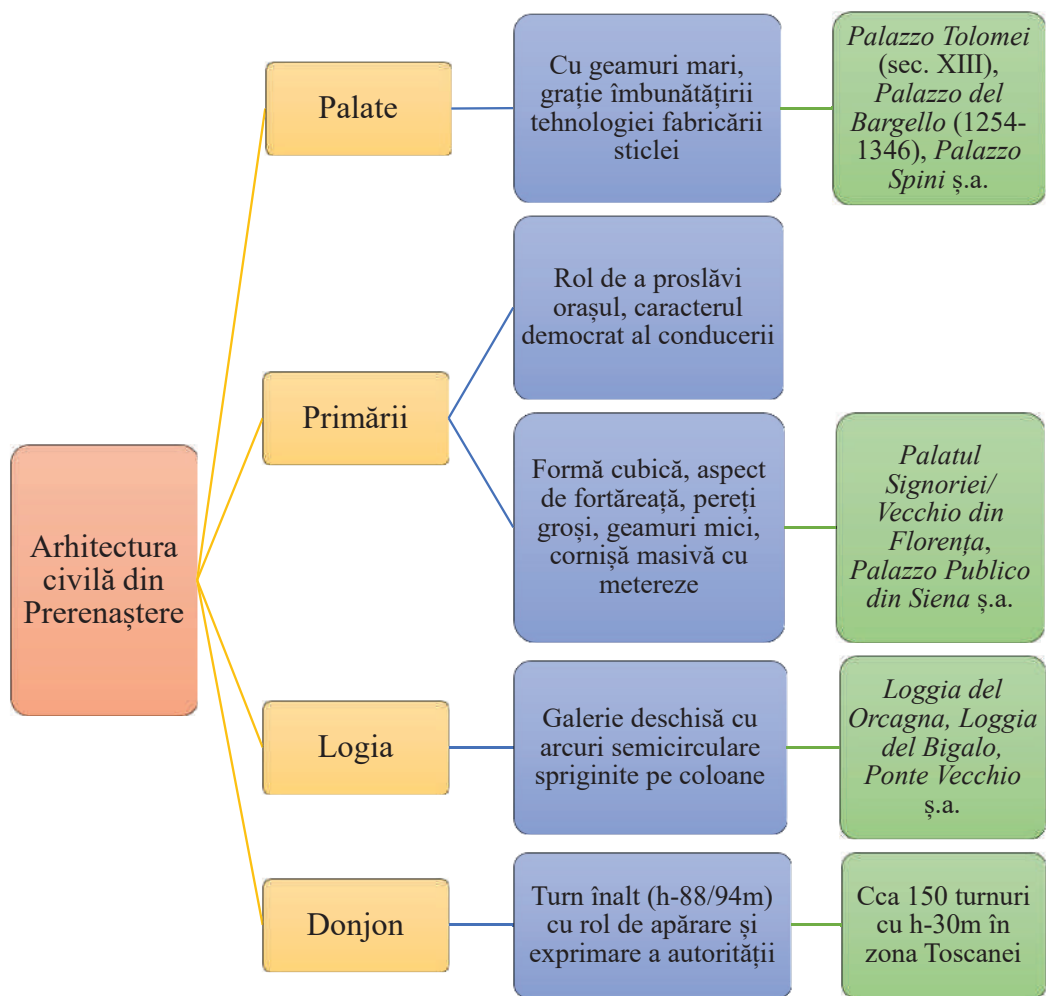 Arhitectura
civilă din
Prerenaștere
Palate
Cu geamuri mari,
grație îmbunătățirii
tehnologiei fabricării
sticlei
Palazzo Tolomei
(sec. XIII),
Palazzo del
Bargello (1254-
1346), Palazzo
Spini ș.a.
Primării
Rol de a proslăvi
orașul, caracterul
democrat al conducerii
Formă cubică, aspect
de fortăreață, pereți
groși, geamuri mici,
cornișă masivă cu
metereze
Palatul
Signoriei/
Vecchio din
Florența,
Palazzo Publico
din Siena ș.a.
Logia
Galerie deschisă cu
arcuri semicirculare
spriginite pe coloane
Loggia del
Orcagna, Loggia
del Bigalo,
Ponte Vecchio
ș.a.
Donjon
Turn înalt (h-88/94m)
cu rol de apărare și
exprimare a autorității
Cca 150 turnuri
cu h-30m în
zona Toscanei